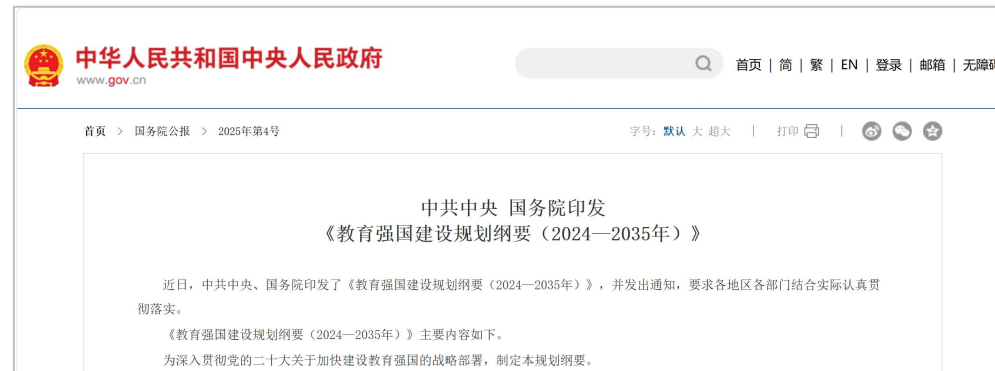 中华人民共和国中央人民政府
www.gov.cn
首页 | 简 | 繁 | EN | 登录 | 邮箱 | 无障碍
首页 > 国务院公报 > 2025年第4号
字号：默认 大 超大 | 打印 |
中共中央 国务院印发
《教育强国建设规划纲要（2024—2035年）》
近日，中共中央、国务院印发了《教育强国建设规划纲要（2024—2035年）》，并发出通知，要求各地区各部门结合实际认真贯
彻落实。
《教育强国建设规划纲要（2024—2035年）》主要内容如下。
为深入贯彻党的二十大关于加快建设教育强国的战略部署，制定本规划纲要。